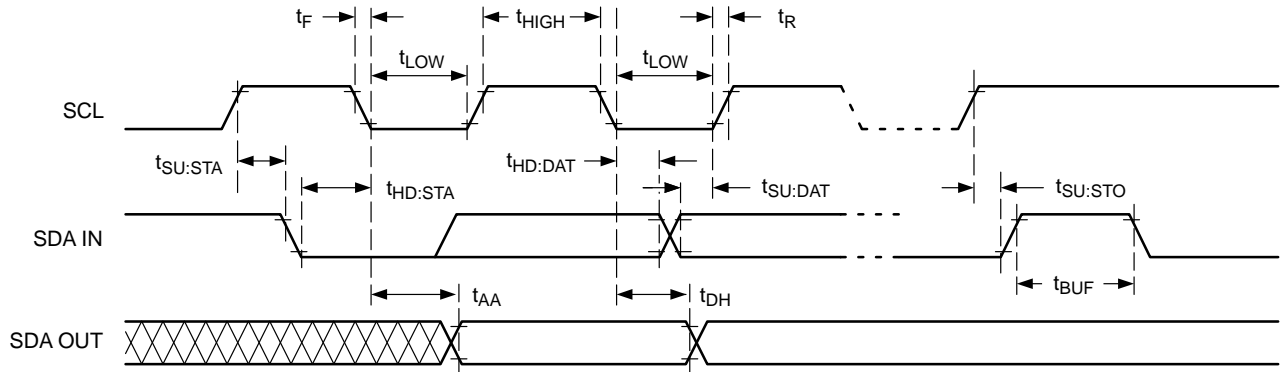 tF
tHIGH
tR
tLOW
tLOW
SCL
tSU:STA
tHD:STA
tHD:DAT
tSU:DAT
tSU:STO
SDA IN
tAA
tDH
tBUF
SDA OUT